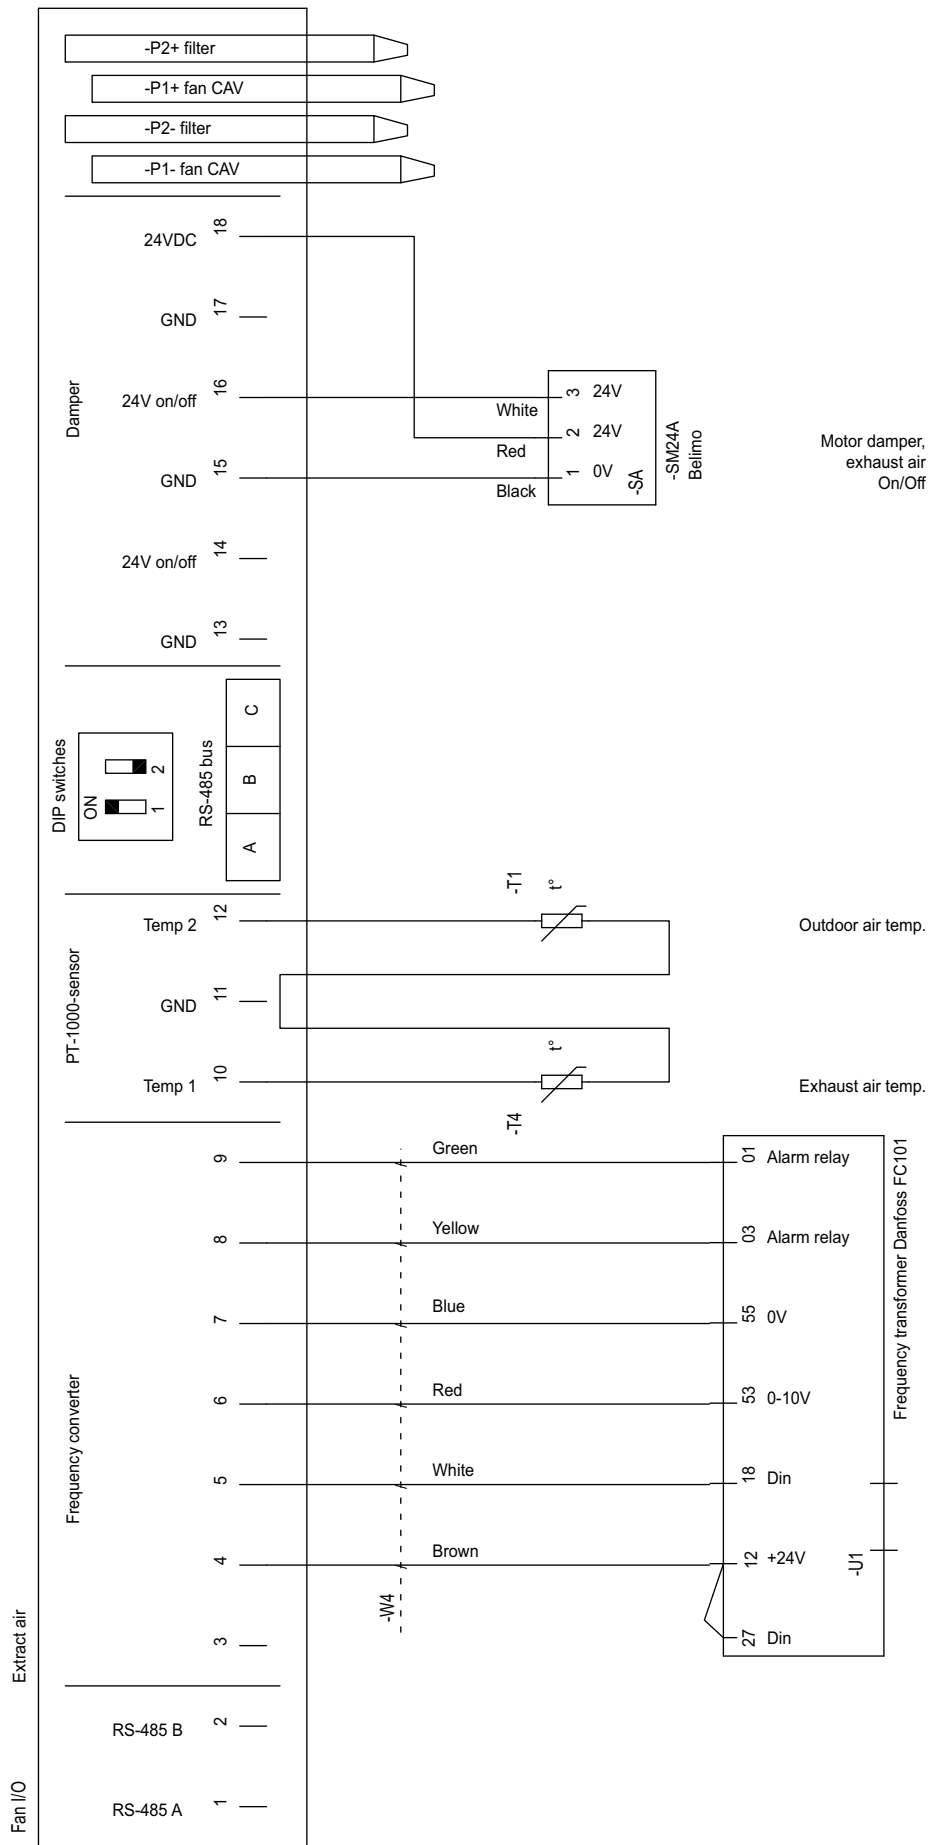 -P2+ filter
-P1+ fan CAV
-P2- filter
-P1- fan CAV
24VDC 18
GND 17
Damper
24V on/off 16
White
3 24V
Red
2 24V
GND 15
Black
1 0V
-SA
-SM24A
Belimo
Motor damper,
exhaust air
On/Off
24V on/off 14
GND 13
DIP switches
ON
2
1
RS-485 bus
C
B
A
PT-1000-sensor
Temp 2 12
-T1
t°
Outdoor air temp.
GND 11
Temp 1 10
t°
-T4
Exhaust air temp.
Frequency converter
9
Green
01 Alarm relay
8
Yellow
03 Alarm relay
7
Blue
55 0V
6
Red
53 0-10V
5
White
18 Din
4
Brown
12 +24V
-W4
-U1
27 Din
Frequency transformer Danfoss FC101
3
Extract air
RS-485 B 2
RS-485 A 1
Fan I/O